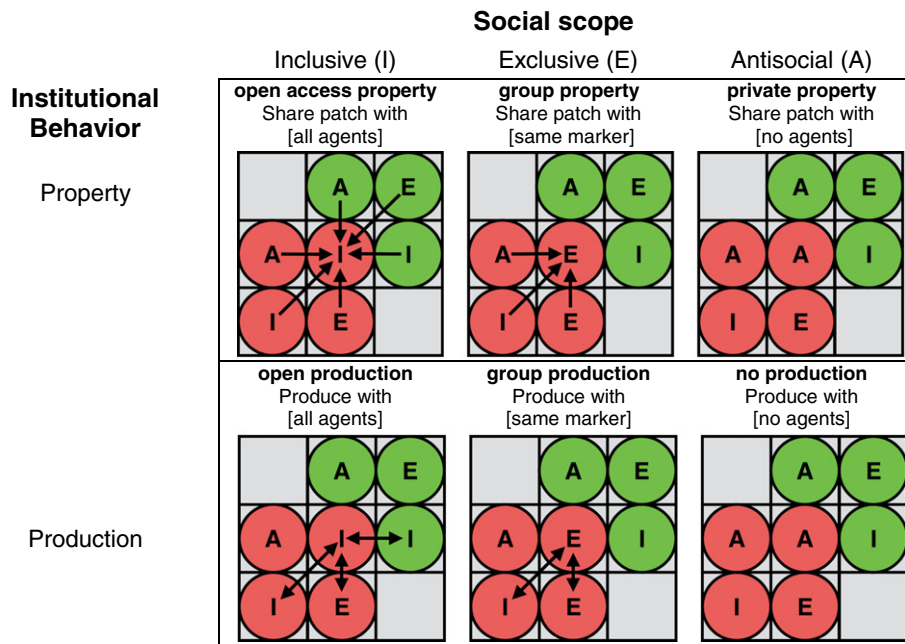 Social scope
Inclusive (I) Exclusive (E) Antisocial (A)
Institutional
Behavior
open access property group property private property
Share patch with Share patch with Share patch with
[all agents] [same marker] [no agents]
Property
A E A E A E
A I I A E I A A I
I E I E I E
open production group production no production
Produce with Produce with Produce with
[all agents] [same marker] [no agents]
Production
A E A E A E
A I I A E I A A I
I E I E I E